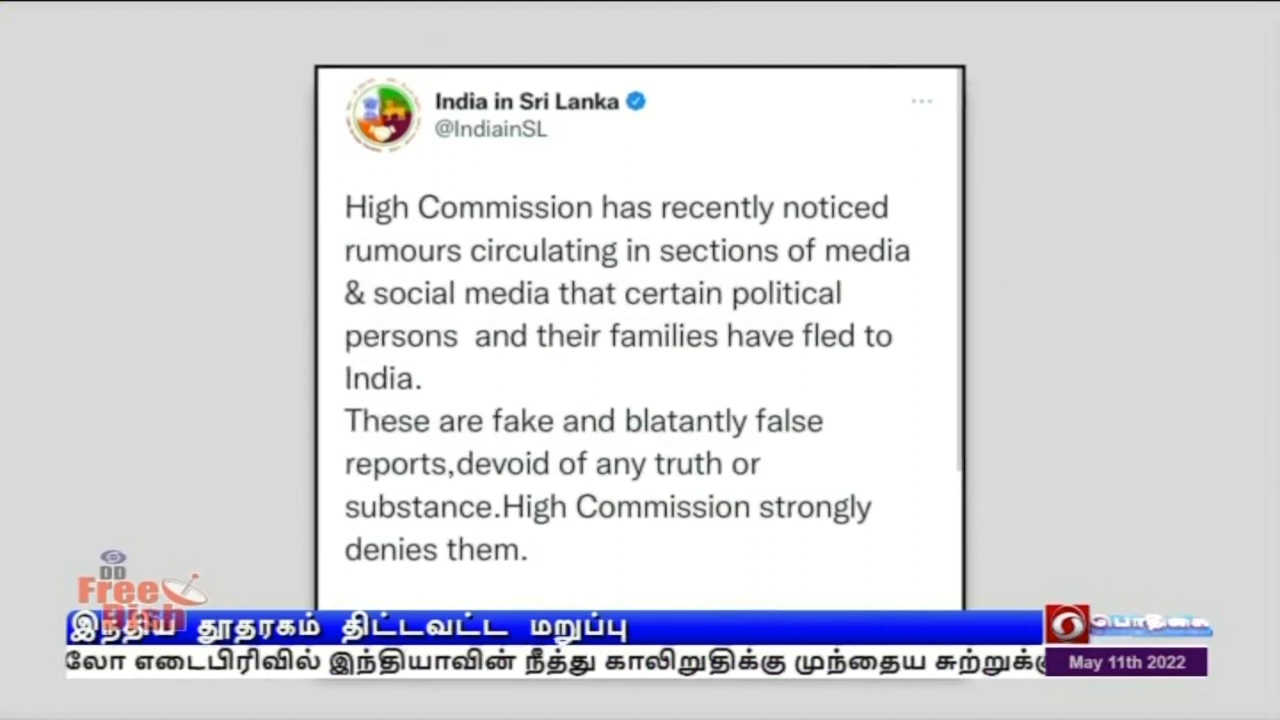 India in Sri Lanka
@IndiainSL
High Commission has recently noticed
rumours circulating in sections of media
& social media that certain political
persons and their families have fled to
India.
These are fake and blatantly false
reports,devoid of any truth or
substance.High Commission strongly
denies them.
DD
Free
Dish
இந்திய தூதரகம் திட்டவட்ட மறுப்பு
பொதிகை
லோ எடைபிரிவில் இந்தியாவின் நீத்து காலிறுதிக்கு முந்தைய சுற்றுக்கு
May 11th 2022